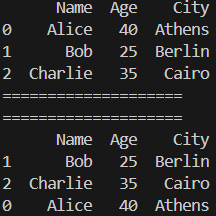 Name  Age    City
0    Alice   40  Athens
1      Bob   25  Berlin
2  Charlie   35   Cairo
====================
====================
      Name  Age    City
1      Bob   25  Berlin
2  Charlie   35   Cairo
0    Alice   40  Athens